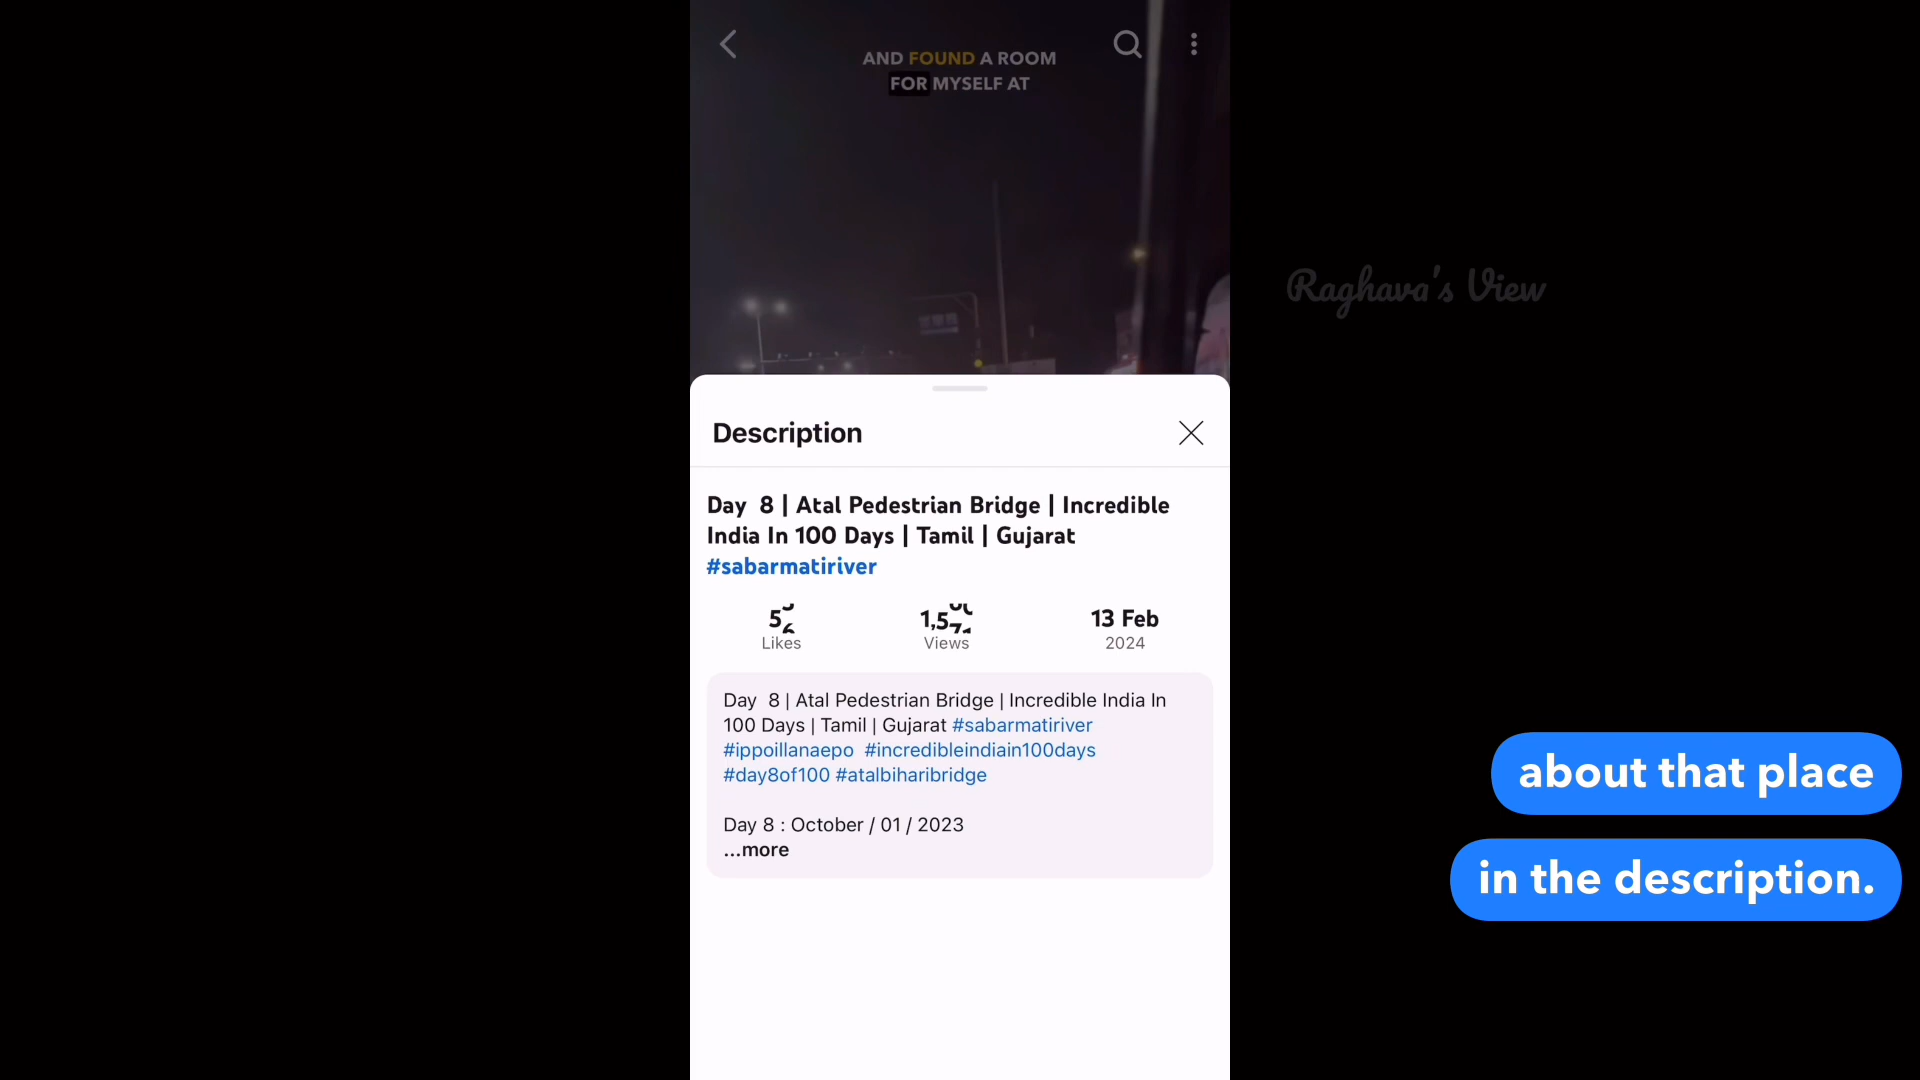 AND FOUND A ROOM
FOR MYSELF AT
Raghava's View
Description
Day 8 | Atal Pedestrian Bridge | Incredible
India In 100 Days | Tamil | Gujarat
#sabarmatiriver
13 Feb
Likes
Views
2024
Day 8 | Atal Pedestrian Bridge | Incredible India In
100 Days | Tamil | Gujarat #sabarmatiriver
#ippoillanaepo #incredibleindiain100days
#day8of100 #atalbiharibridge
Day 8 : October / 01 / 2023
...more
about that place
in the description.